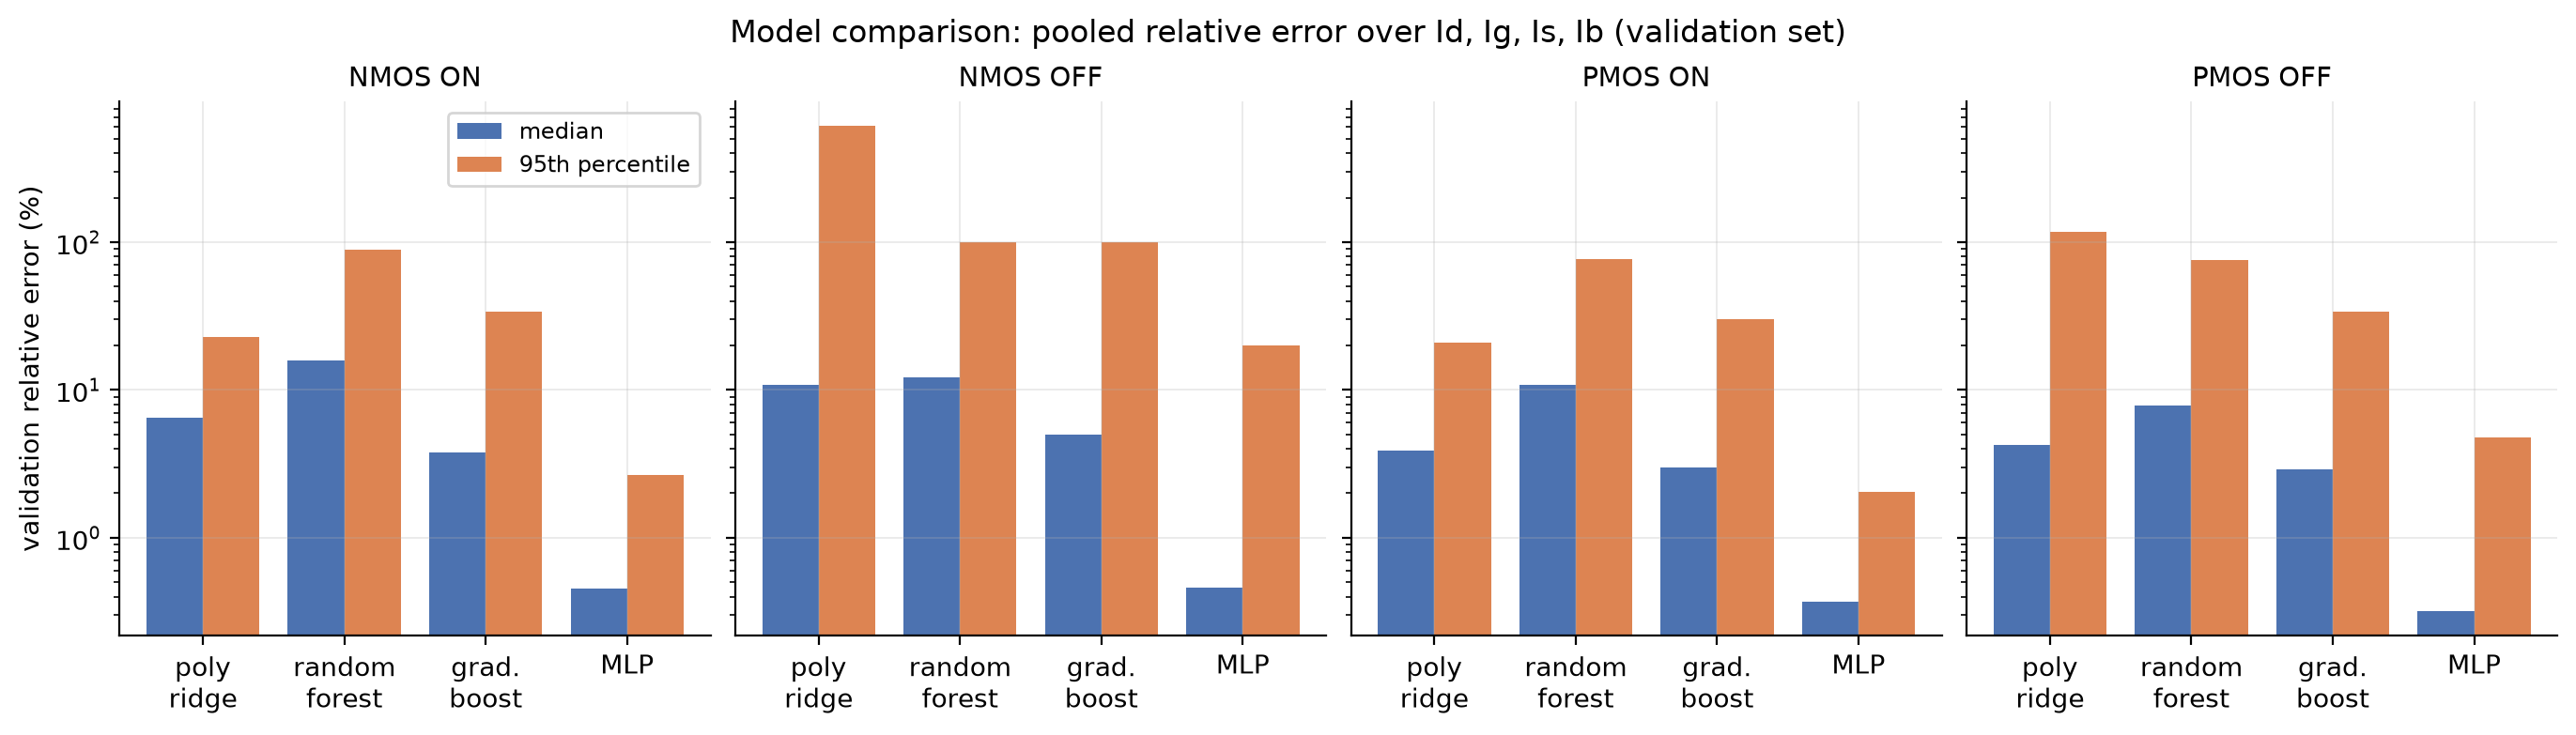 Model comparison: pooled relative error over Id, Ig, Is, Ib (validation set)
NMOS ON
NMOS OFF
PMOS ON
PMOS OFF
median
95th percentile
validation relative error (%)
10²
10¹
10⁰
poly ridge
random forest
grad. boost
MLP
poly ridge
random forest
grad. boost
MLP
poly ridge
random forest
grad. boost
MLP
poly ridge
random forest
grad. boost
MLP